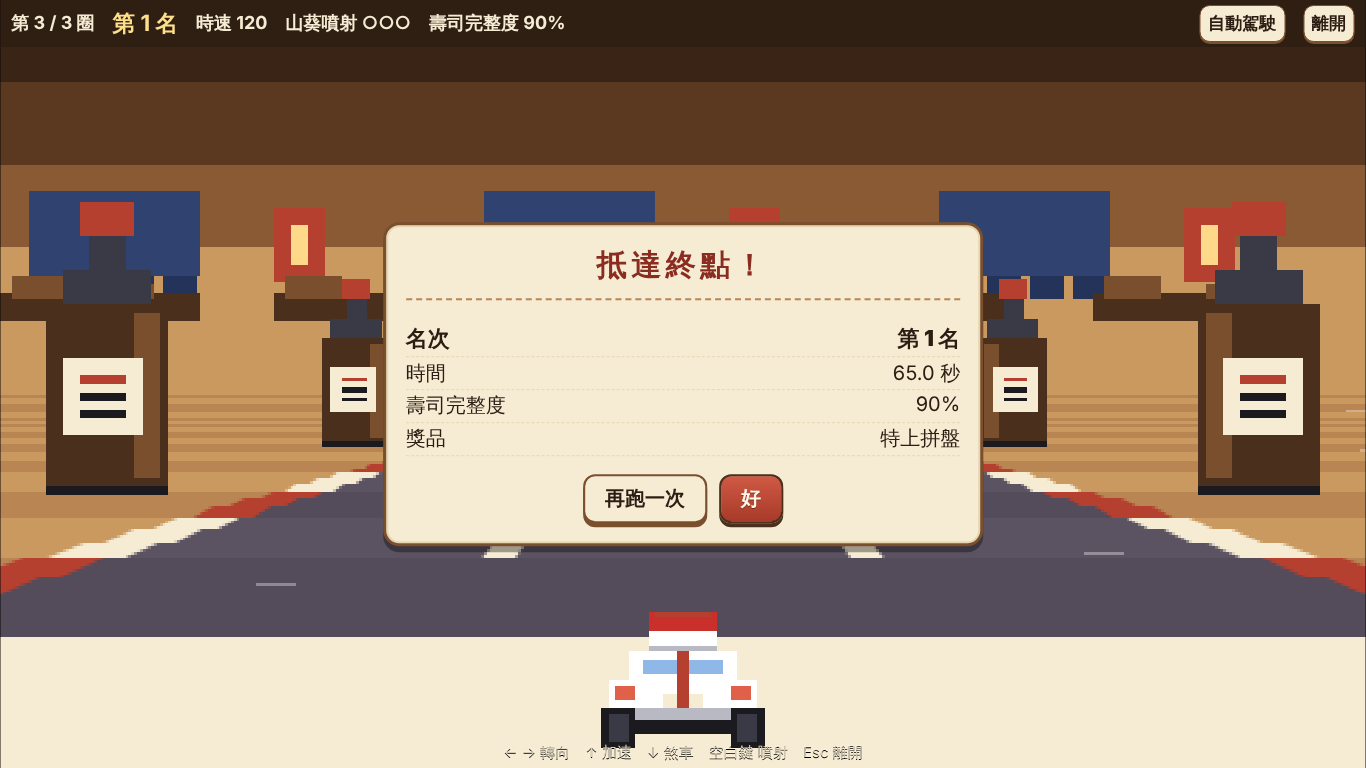 第 3 / 3 圈 第 1 名 時速 120 山葵噴射 ○○○ 壽司完整度 90% 自動駕駛 離開
抵達終點！
名次 第 1 名
時間 65.0 秒
壽司完整度 90%
獎品 特上拼盤
再跑一次 好
← → 轉向 ↑ 加速 ↓ 煞車 空白鍵 噴射 Esc 離開